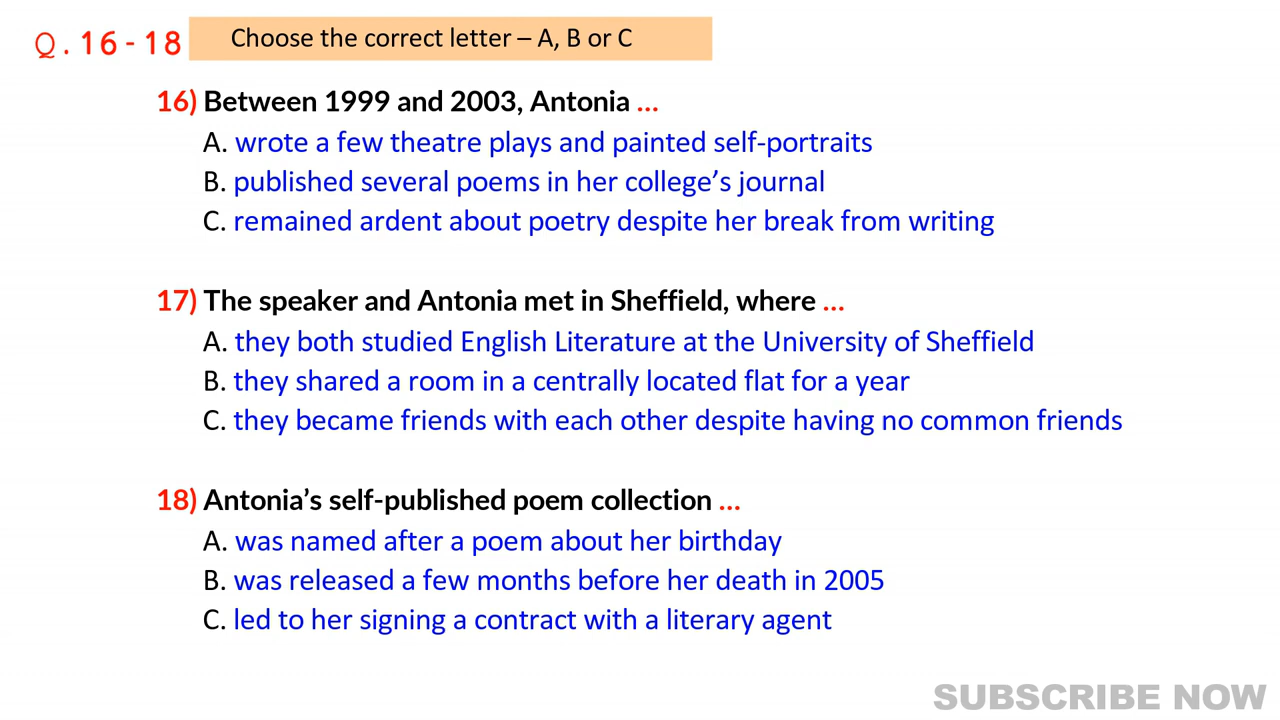 Q.16-18 Choose the correct letter – A, B or C
16) Between 1999 and 2003, Antonia ...
A. wrote a few theatre plays and painted self-portraits
B. published several poems in her college’s journal
C. remained ardent about poetry despite her break from writing
17) The speaker and Antonia met in Sheffield, where ...
A. they both studied English Literature at the University of Sheffield
B. they shared a room in a centrally located flat for a year
C. they became friends with each other despite having no common friends
18) Antonia’s self-published poem collection ...
A. was named after a poem about her birthday
B. was released a few months before her death in 2005
C. led to her signing a contract with a literary agent
SUBSCRIBE NOW